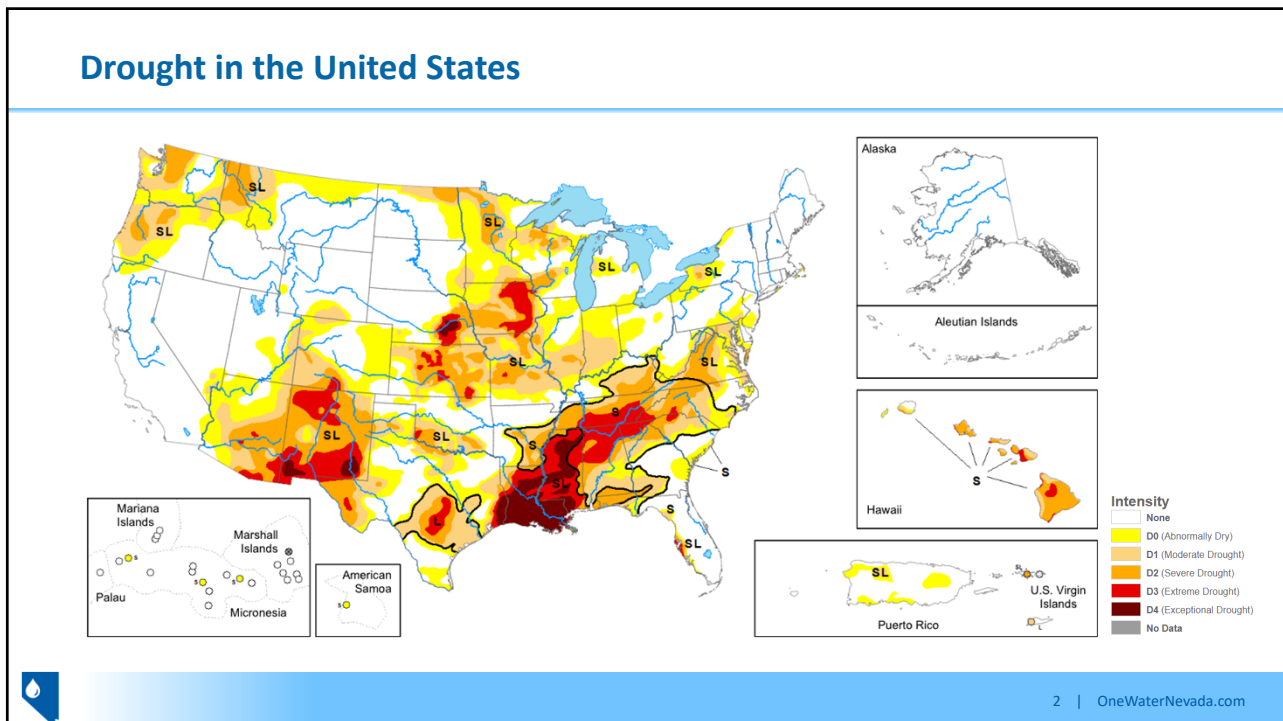 Drought in the United States
SL
SL
SL
SL
SL
SL
SL
SL
SL
S
S
SL
L
S
S
SL
Alaska
Aleutian Islands
S
Hawaii
Mariana
Islands
Marshall
Islands
S
S
S
Palau
Micronesia
American
Samoa
S
SL
SL
U.S. Virgin
Islands
L
Puerto Rico
Intensity
None
D0 (Abnormally Dry)
D1 (Moderate Drought)
D2 (Severe Drought)
D3 (Extreme Drought)
D4 (Exceptional Drought)
No Data
2 | OneWaterNevada.com